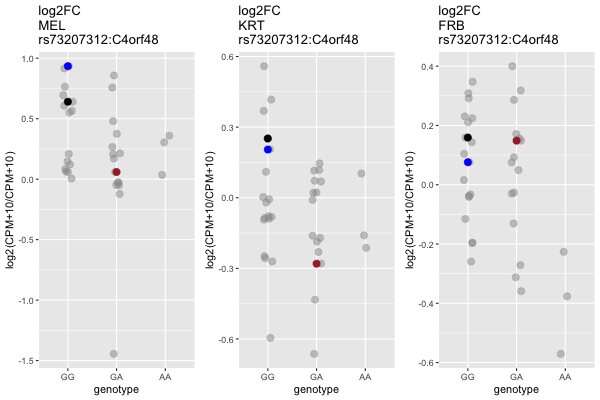 log2FC
MEL
rs73207312:C4orf48
log2(CPM+10/CPM+10)
1.0
0.5
0.0
-0.5
-1.0
-1.5
GG
GA
AA
genotype
log2FC
KRT
rs73207312:C4orf48
log2(CPM+10/CPM+10)
0.6
0.3
0.0
-0.3
-0.6
GG
GA
AA
genotype
log2FC
FRB
rs73207312:C4orf48
log2(CPM+10/CPM+10)
0.4
0.2
0.0
-0.2
-0.4
-0.6
GG
GA
AA
genotype